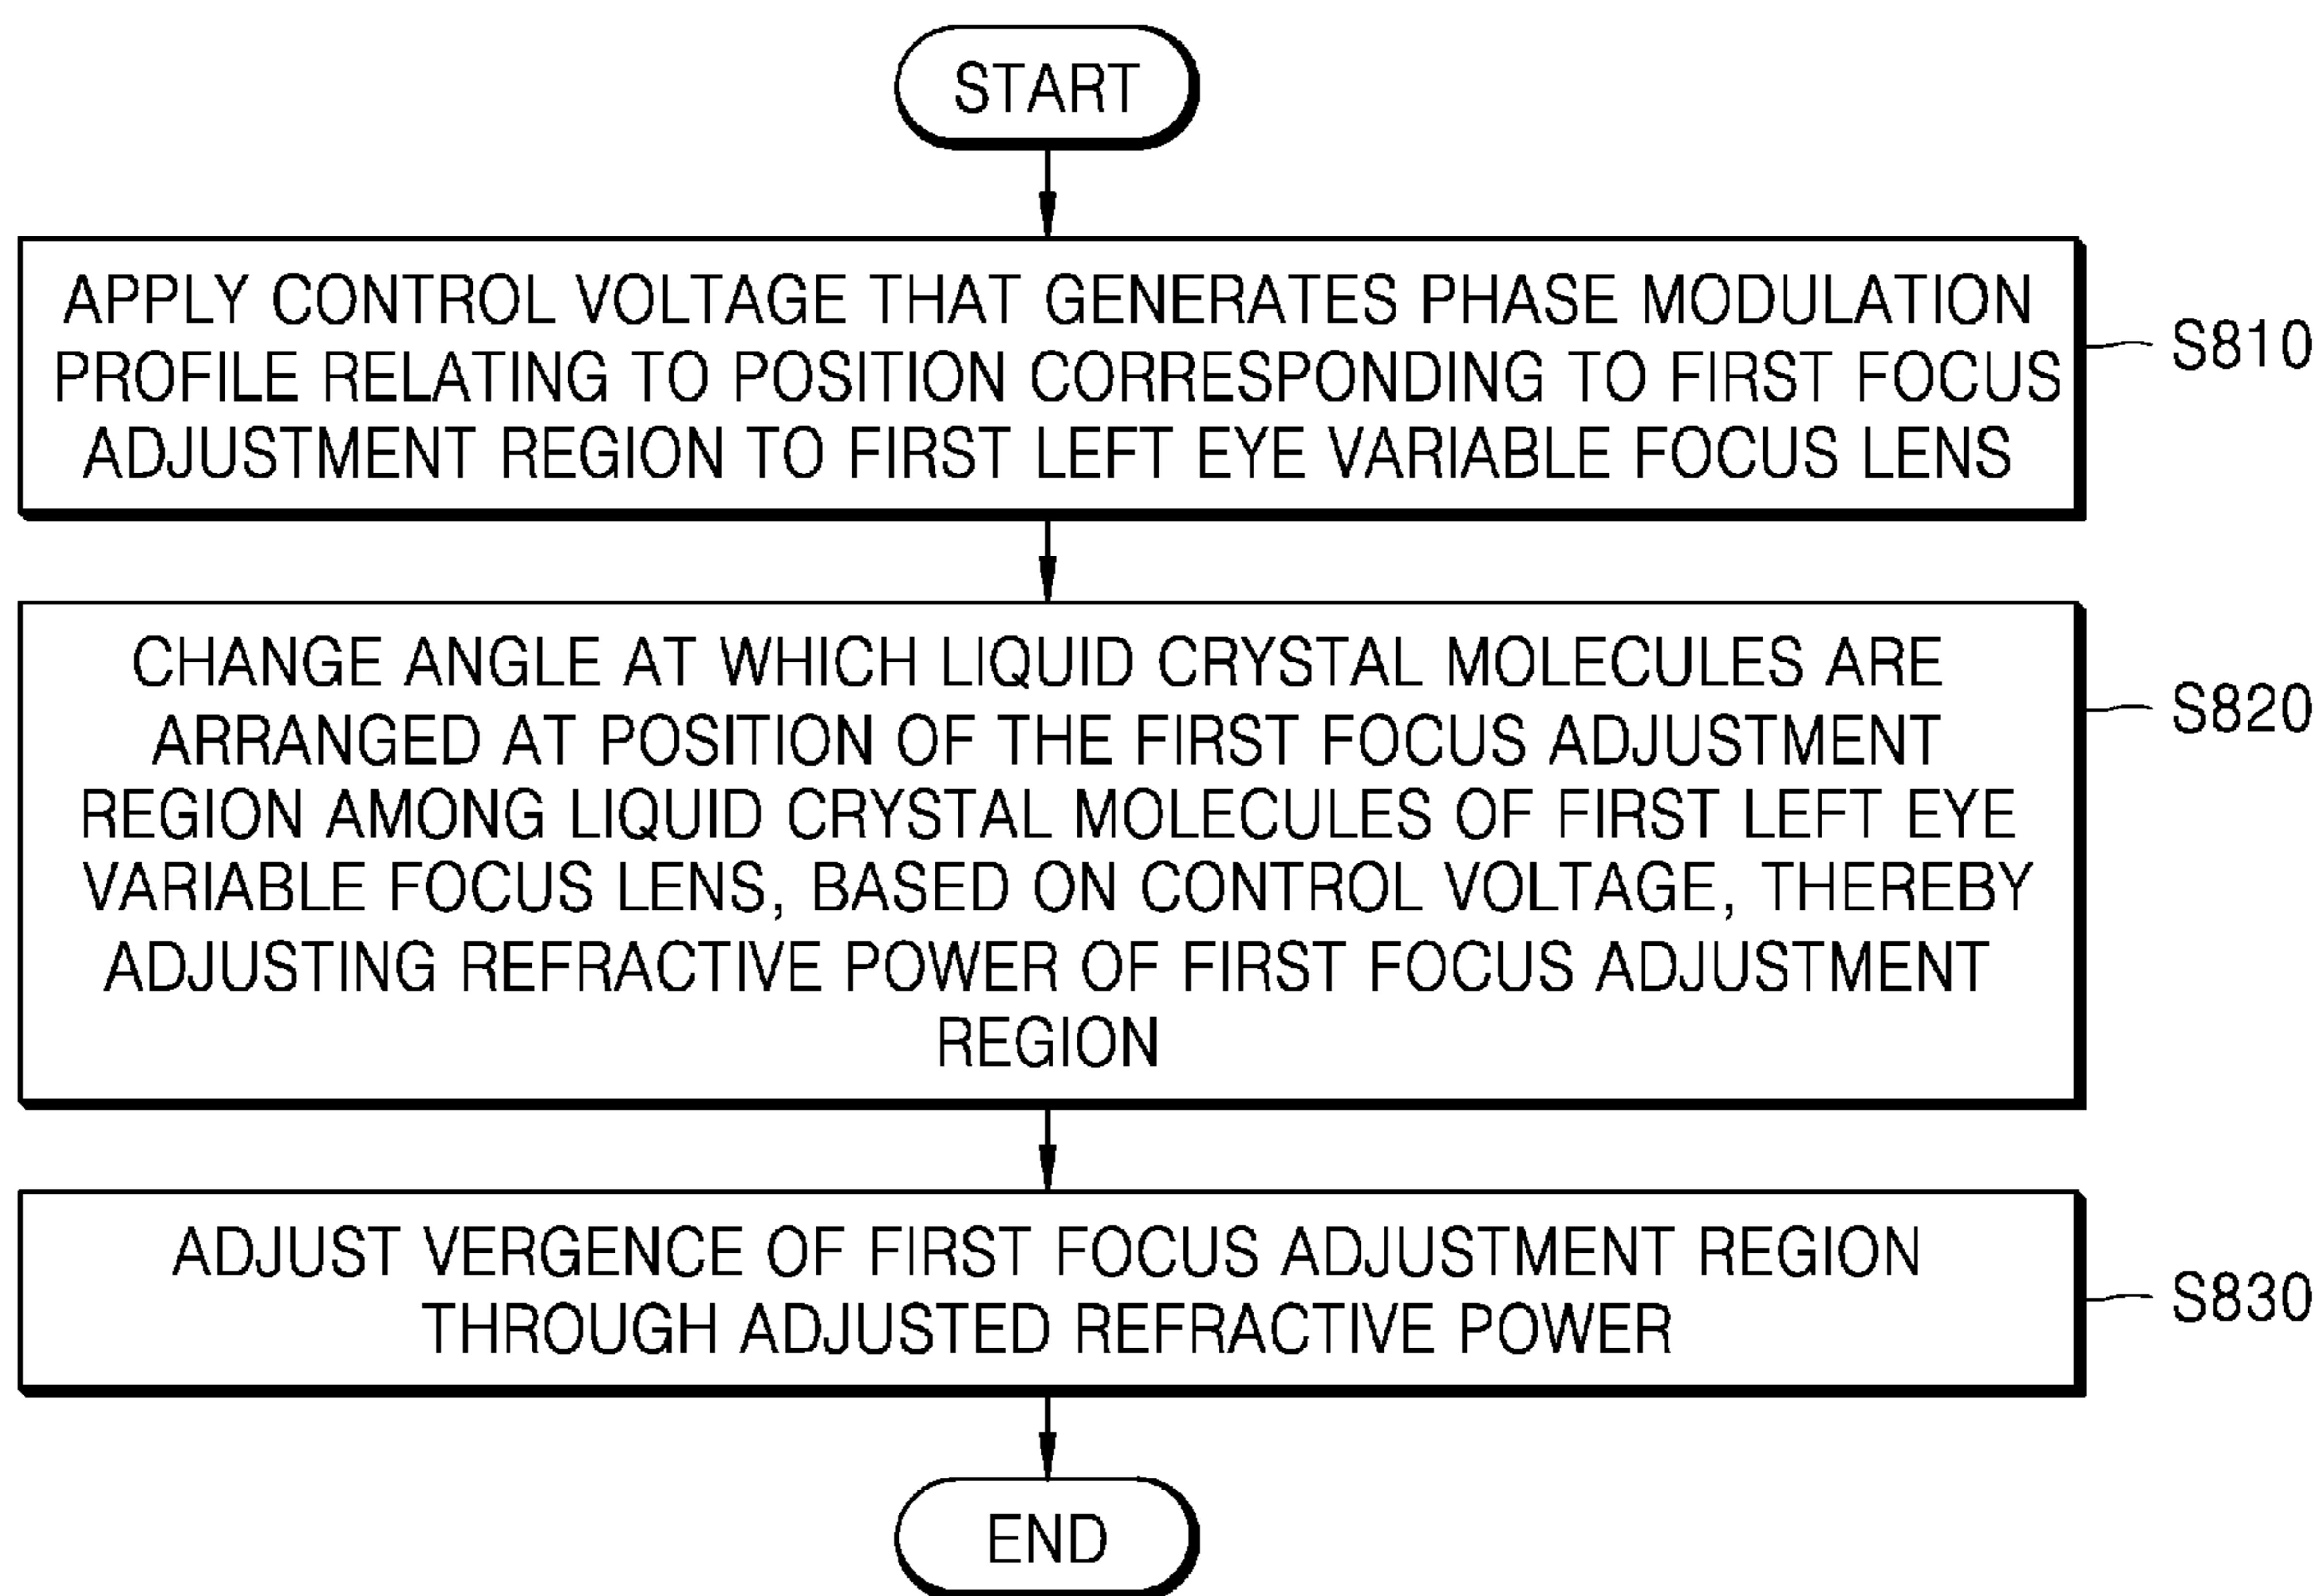 START
APPLY CONTROL VOLTAGE THAT GENERATES PHASE MODULATION
PROFILE RELATING TO POSITION CORRESPONDING TO FIRST FOCUS
ADJUSTMENT REGION TO FIRST LEFT EYE VARIABLE FOCUS LENS
S810
CHANGE ANGLE AT WHICH LIQUID CRYSTAL MOLECULES ARE
ARRANGED AT POSITION OF THE FIRST FOCUS ADJUSTMENT
REGION AMONG LIQUID CRYSTAL MOLECULES OF FIRST LEFT EYE
VARIABLE FOCUS LENS, BASED ON CONTROL VOLTAGE, THEREBY
ADJUSTING REFRACTIVE POWER OF FIRST FOCUS ADJUSTMENT
REGION
S820
ADJUST VERGENCE OF FIRST FOCUS ADJUSTMENT REGION
THROUGH ADJUSTED REFRACTIVE POWER
S830
END